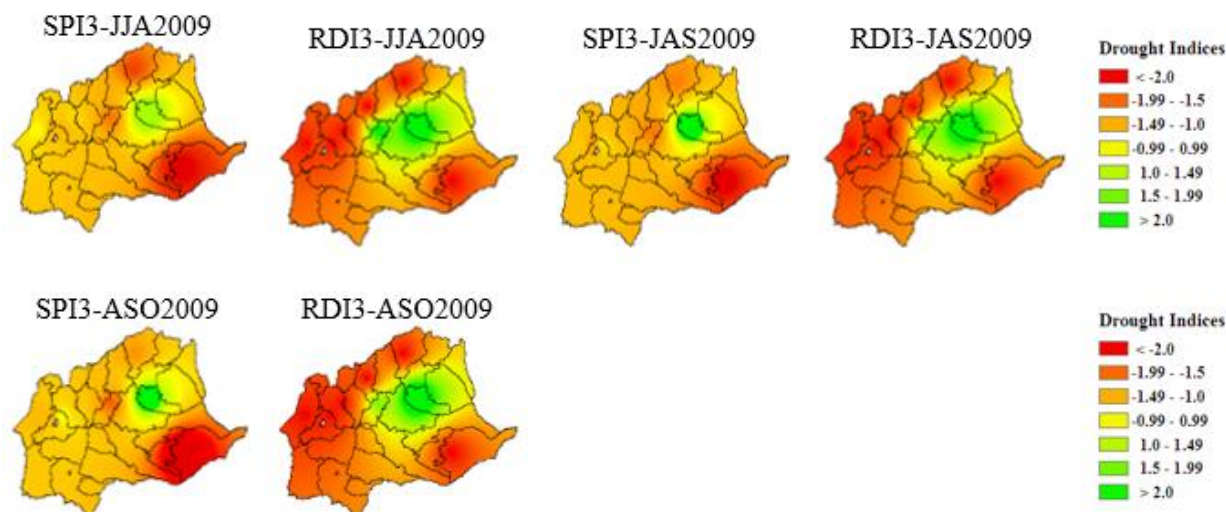 SPI3-JJA2009
RDI3-JJA2009
SPI3-JAS2009
RDI3-JAS2009
Drought Indices
< -2.0
-1.99 - -1.5
-1.49 - -1.0
-0.99 - 0.99
1.0 - 1.49
1.5 - 1.99
> 2.0
SPI3-ASO2009
RDI3-ASO2009
Drought Indices
< -2.0
-1.99 - -1.5
-1.49 - -1.0
-0.99 - 0.99
1.0 - 1.49
1.5 - 1.99
> 2.0